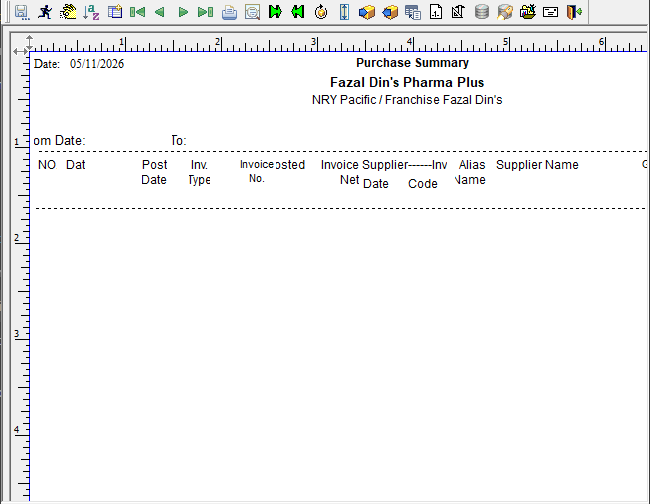 1 2 3 4 5 6
Date: 05/11/2026 Purchase Summary
Fazal Din's Pharma Plus
NRY Pacific / Franchise Fazal Din's
1
om Date: To:
NO Dat Post Inv. Invoice osted Invoice Supplier------Inv Alias Supplier Name
Date Type No. Net Date Code Name
2
3
4